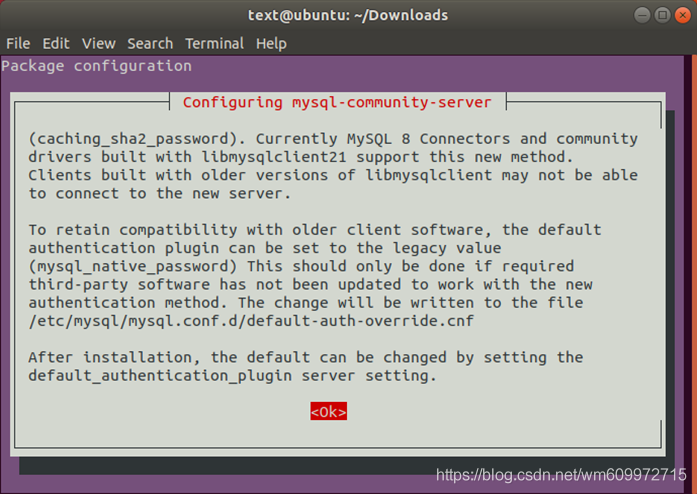 text@ubuntu: ~/Downloads
File Edit View Search Terminal Help
Package configuration
Configuring mysql-community-server
(caching_sha2_password). Currently MySQL 8 Connectors and community
drivers built with libmysqlclient21 support this new method.
Clients built with older versions of libmysqlclient may not be able
to connect to the new server.
To retain compatibility with older client software, the default
authentication plugin can be set to the legacy value
(mysql_native_password) This should only be done if required
third-party software has not been updated to work with the new
authentication method. The change will be written to the file
/etc/mysql/mysql.conf.d/default-auth-override.cnf
After installation, the default can be changed by setting the
default_authentication_plugin server setting.
<Ok>
https://blog.csdn.net/wm609972715